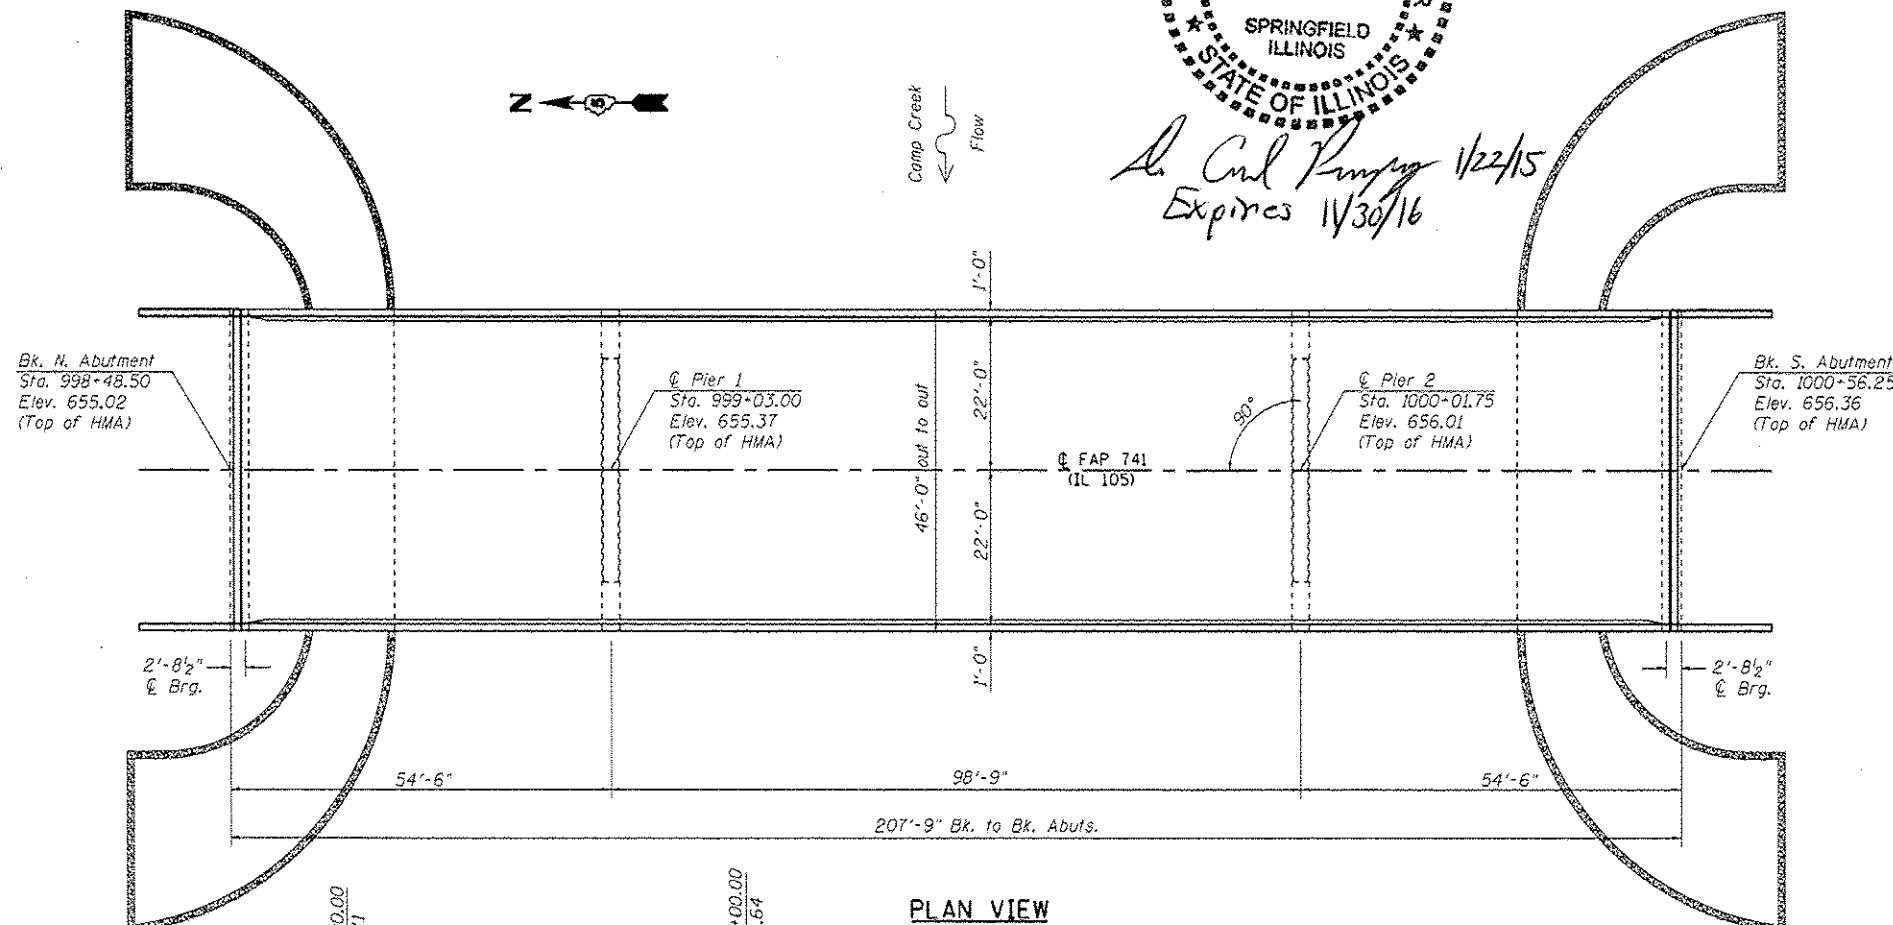 SPRINGFIELD
ILLINOIS
STATE OF ILLINOIS
N
Camp Creek
Flow
1/22/15
Expires 11/30/16
1'-0"
Bk. N. Abutment
Sta. 998+48.50
Elev. 655.02
(Top of HMA)
℄ Pier 1
Sta. 999+03.00
Elev. 655.37
(Top of HMA)
46'-0" out to out
22'-0"
22'-0"
℄ FAP 741
(IL 105)
90°
℄ Pier 2
Sta. 1000+01.75
Elev. 656.01
(Top of HMA)
Bk. S. Abutment
Sta. 1000+56.25
Elev. 656.36
(Top of HMA)
2'-8½"
℄ Brg.
1'-0"
2'-8½"
℄ Brg.
54'-6"
98'-9"
54'-6"
207'-9" Bk. to Bk. Abuts.
+00.00
.64
PLAN VIEW